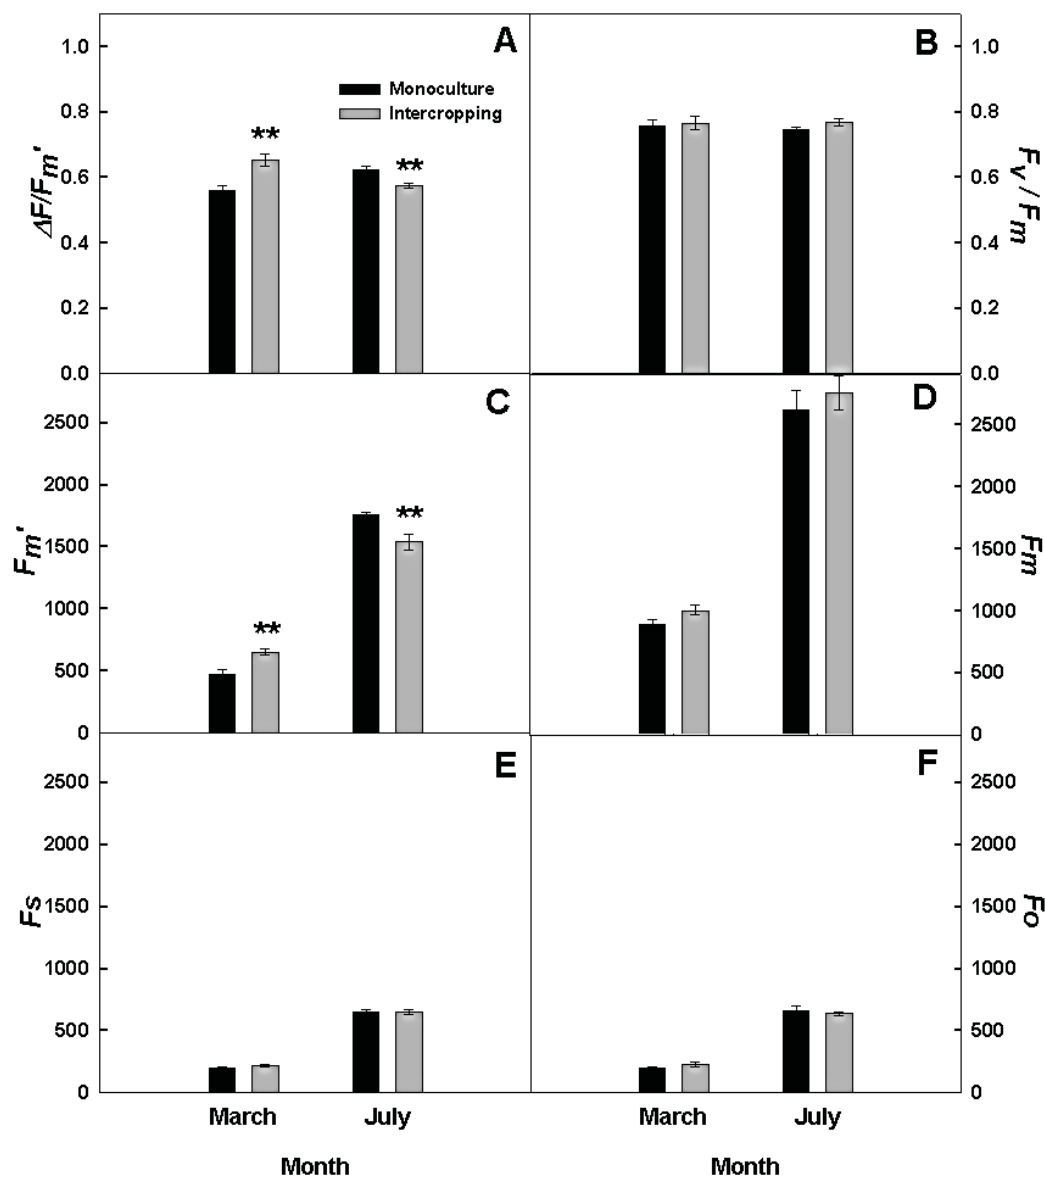 A
1.0
0.8
0.6
0.4
0.2
0.0
ΔF/Fm'
Monoculture
Intercropping
**
**
B
1.0
0.8
0.6
0.4
0.2
0.0
Fv / Fm
C
2500
2000
1500
1000
500
0
Fm'
**
**
D
2500
2000
1500
1000
500
0
Fm
E
2500
2000
1500
1000
500
0
Fs
March
July
Month
F
2500
2000
1500
1000
500
0
Fo
March
July
Month